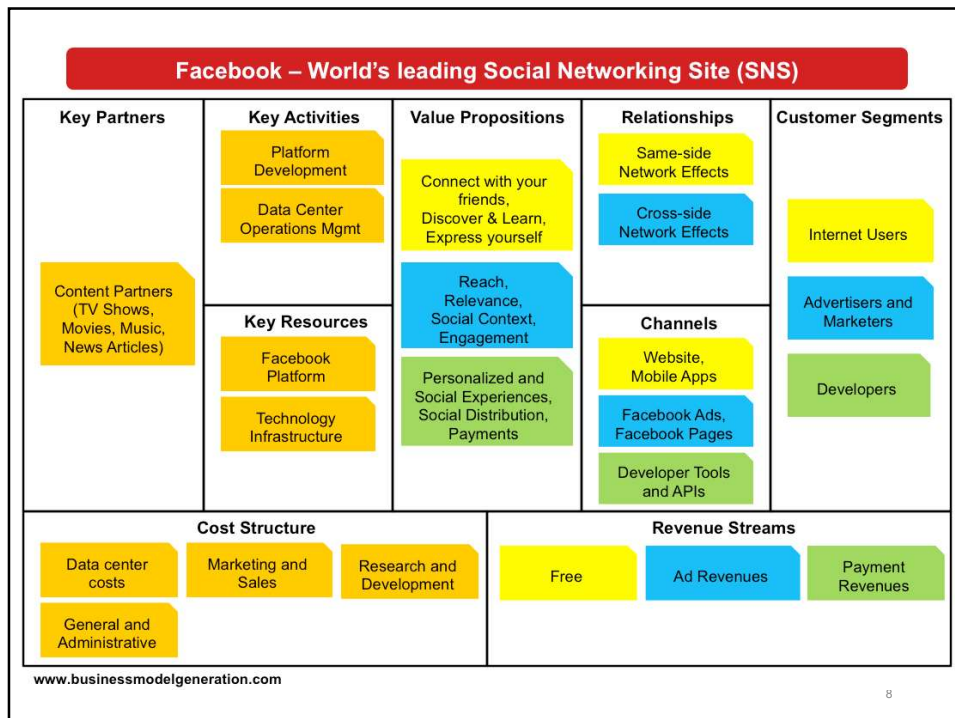 Facebook – World's leading Social Networking Site (SNS)
Key Partners
Content Partners
(TV Shows,
Movies, Music,
News Articles)
Key Activities
Platform
Development
Data Center
Operations Mgmt
Key Resources
Facebook
Platform
Technology
Infrastructure
Value Propositions
Connect with your
friends,
Discover & Learn,
Express yourself
Reach,
Relevance,
Social Context,
Engagement
Personalized and
Social Experiences,
Social Distribution,
Payments
Relationships
Same-side
Network Effects
Cross-side
Network Effects
Channels
Website,
Mobile Apps
Facebook Ads,
Facebook Pages
Developer Tools
and APIs
Customer Segments
Internet Users
Advertisers and
Marketers
Developers
Cost Structure
Data center
costs
Marketing and
Sales
Research and
Development
General and
Administrative
Revenue Streams
Free
Ad Revenues
Payment
Revenues
www.businessmodelgeneration.com
8